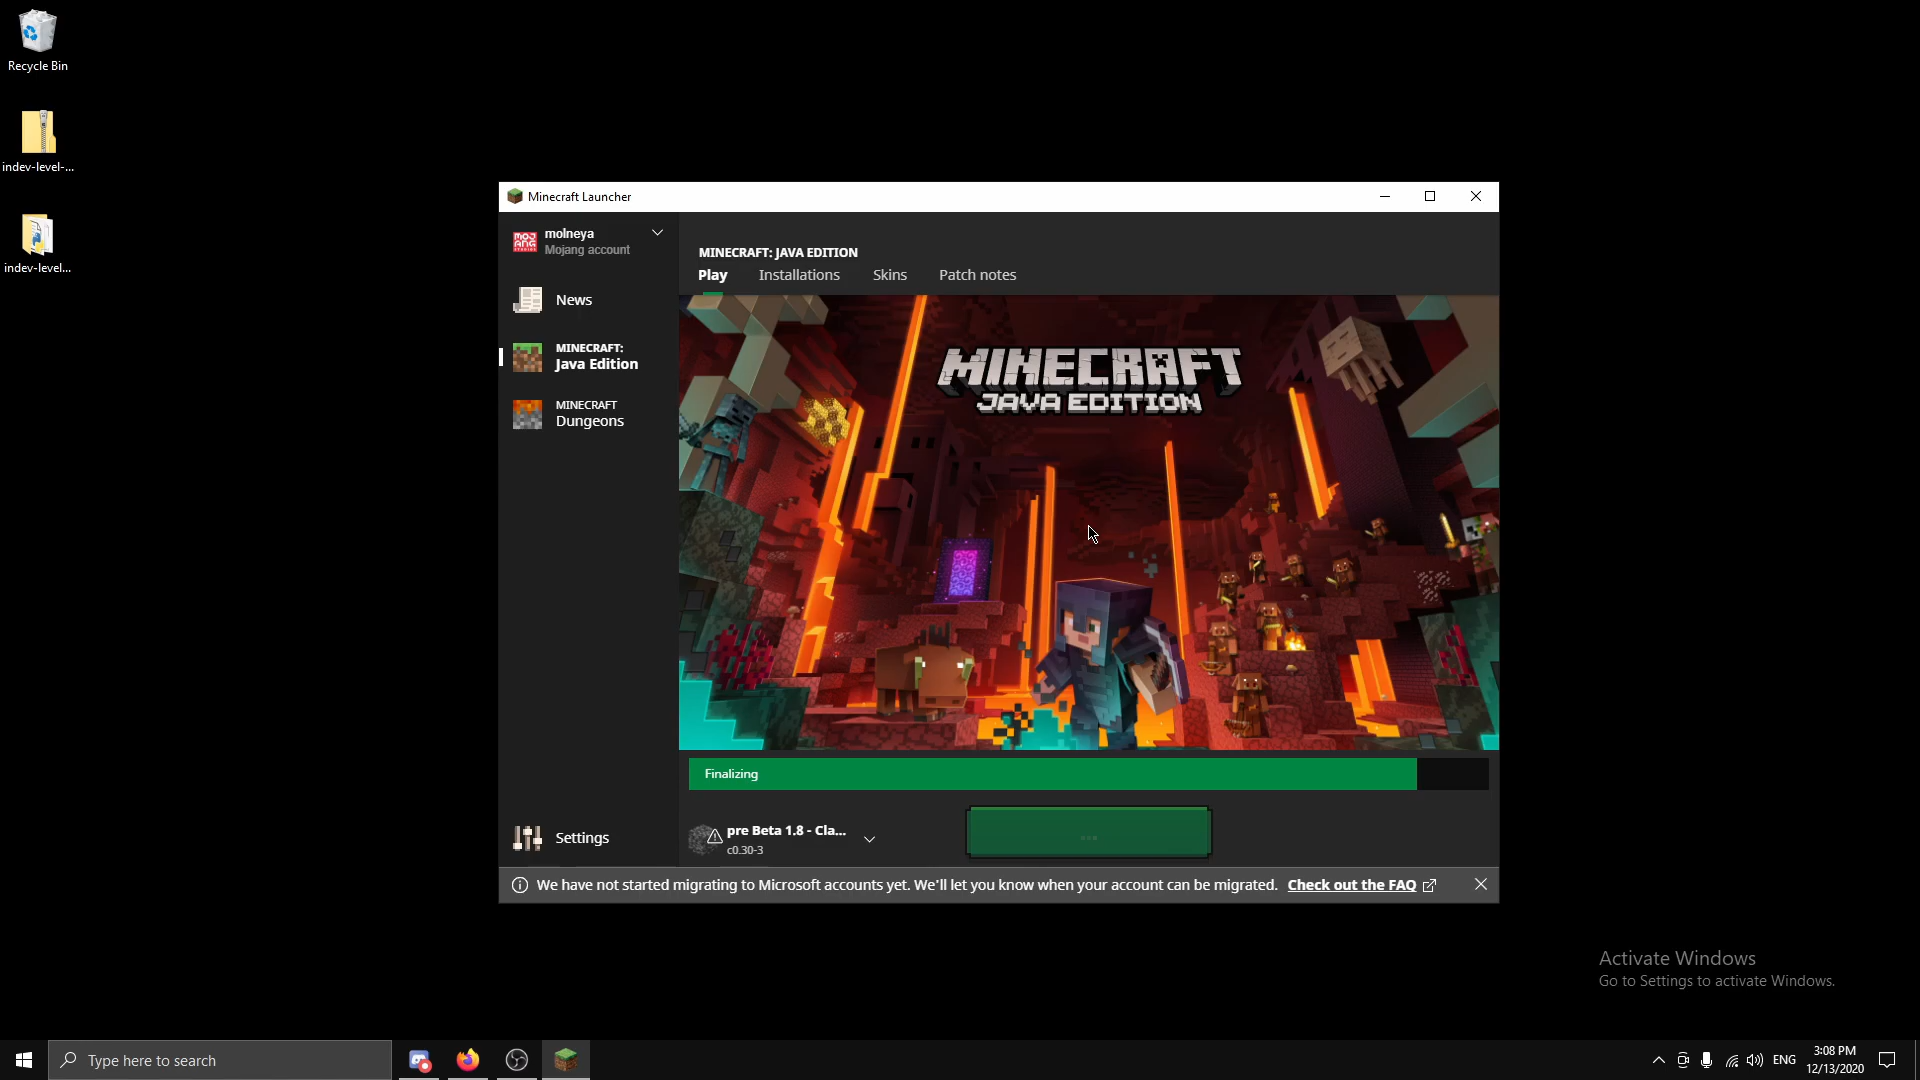 Recycle Bin
indev-level-...
indev-level...
Minecraft Launcher
MOJANG
STUDIOS
molneya
Mojang account
News
MINECRAFT:
Java Edition
MINECRAFT
Dungeons
Settings
MINECRAFT: JAVA EDITION
Play
Installations
Skins
Patch notes
MINECRAFT
JAVA EDITION
Finalizing
pre Beta 1.8 - Cla...
c0.30-3
...
We have not started migrating to Microsoft accounts yet. We'll let you know when your account can be migrated. Check out the FAQ
Activate Windows
Go to Settings to activate Windows.
Type here to search
ENG
3:08 PM
12/13/2020